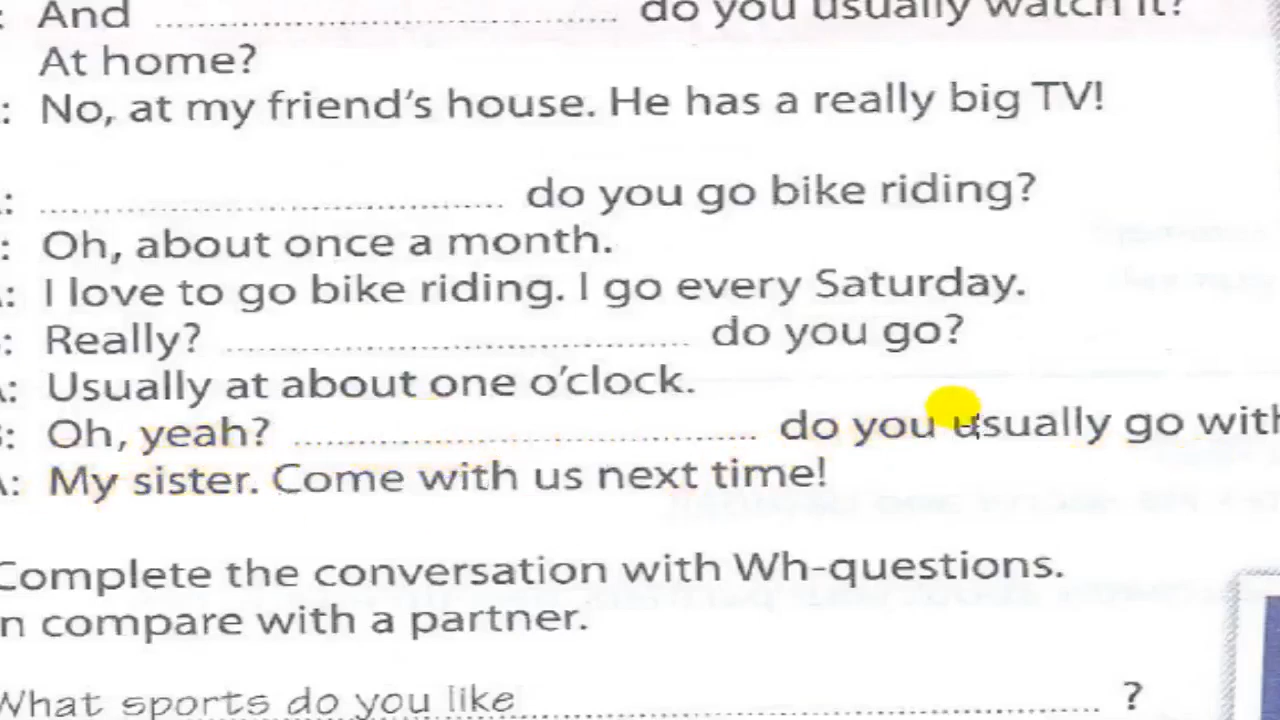 : And ........................ do you usually watch it?
At home?
: No, at my friend's house. He has a really big TV!
: ........................ do you go bike riding?
: Oh, about once a month.
: I love to go bike riding. I go every Saturday.
: Really? ........................ do you go?
A: Usually at about one o'clock.
B: Oh, yeah? ........................ do you usually go with
A: My sister. Come with us next time!
Complete the conversation with Wh-questions.
n compare with a partner.
What sports do you like ........................ ?